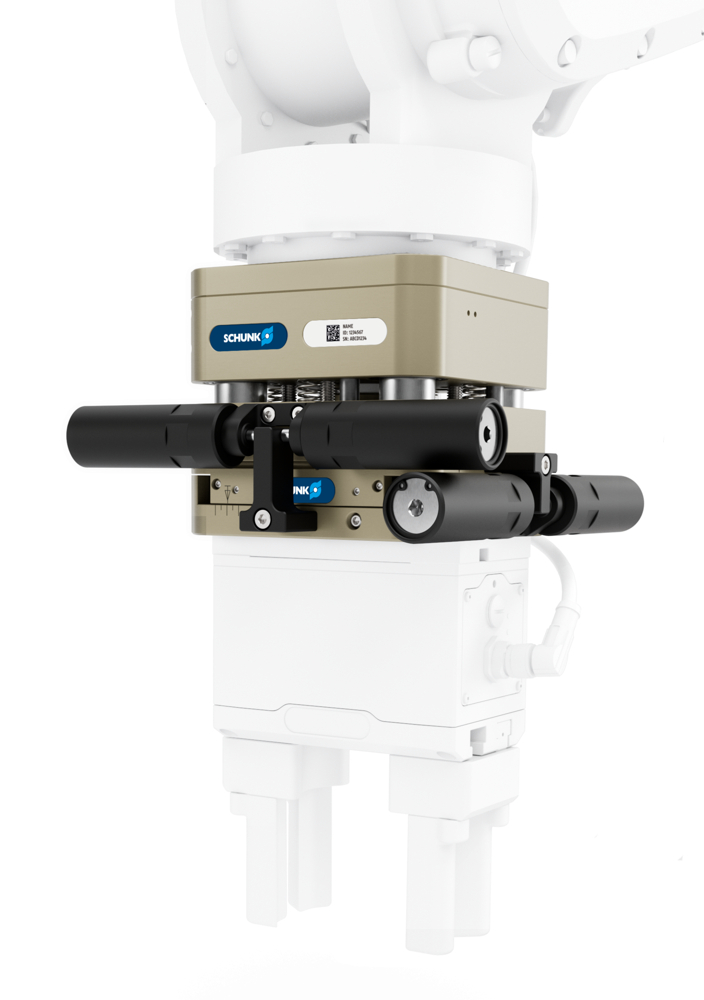 SCHUNK
NAME
ID: 1234567
SN: ABCD1234
UNK